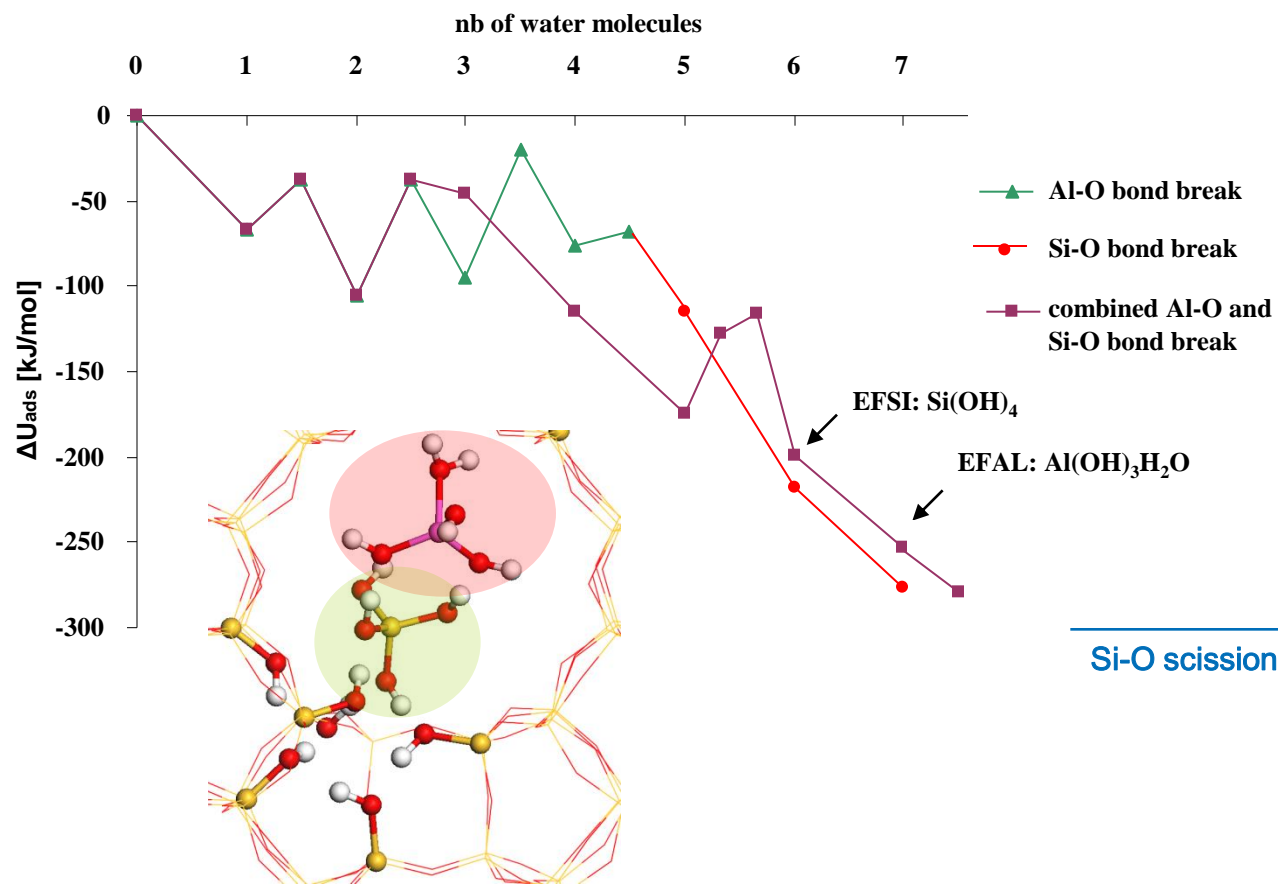 nb of water molecules
0 1 2 3 4 5 6 7
0
-50
-100
-150
-200
-250
-300
ΔUads [kJ/mol]
Al-O bond break
Si-O bond break
combined Al-O and
Si-O bond break
EFSI: Si(OH)4
EFAL: Al(OH)3H2O
Si-O scission